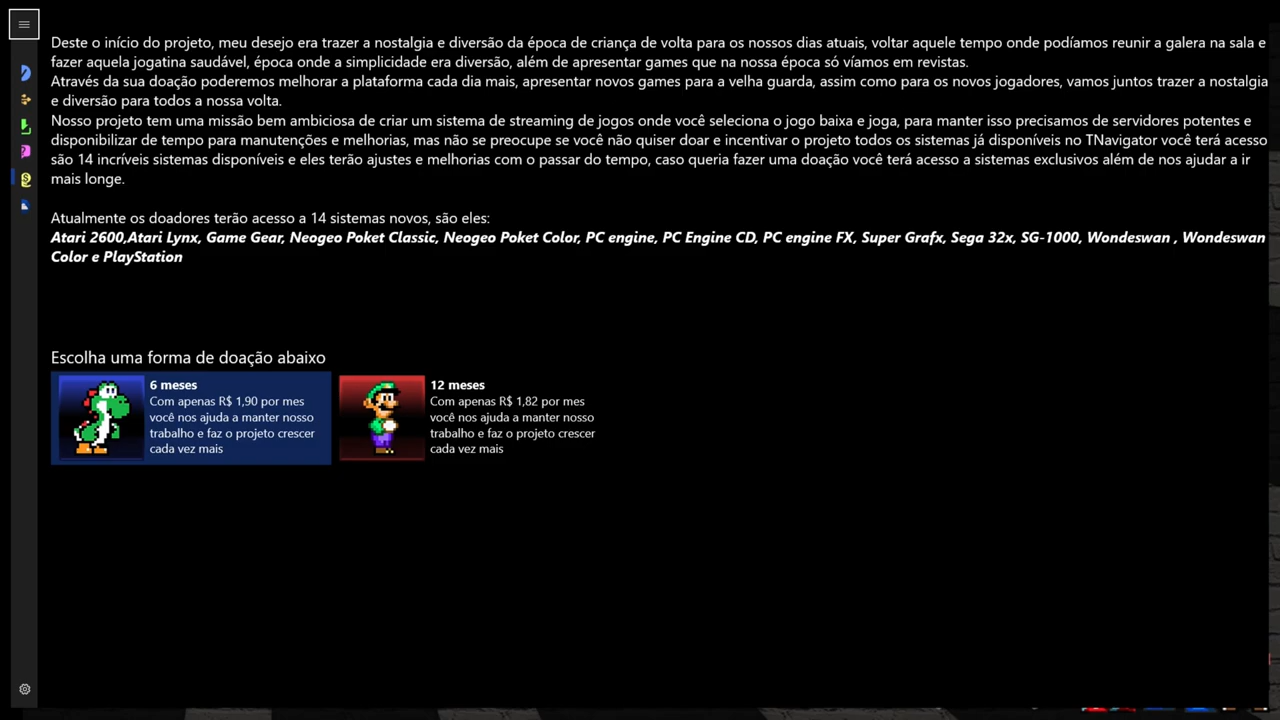 Deste o início do projeto, meu desejo era trazer a nostalgia e diversão da época de criança de volta para os nossos dias atuais, voltar aquele tempo onde podíamos reunir a galera na sala e
fazer aquela jogatina saudável, época onde a simplicidade era diversão, além de apresentar games que na nossa época só víamos em revistas.
Através da sua doação poderemos melhorar a plataforma cada dia mais, apresentar novos games para a velha guarda, assim como para os novos jogadores, vamos juntos trazer a nostalgia
e diversão para todos a nossa volta.
Nosso projeto tem uma missão bem ambiciosa de criar um sistema de streaming de jogos onde você seleciona o jogo baixa e joga, para manter isso precisamos de servidores potentes e
disponibilizar de tempo para manutenções e melhorias, mas não se preocupe se você não quiser doar e incentivar o projeto todos os sistemas já disponíveis no TNavigator você terá acesso
são 14 incríveis sistemas disponíveis e eles terão ajustes e melhorias com o passar do tempo, caso queria fazer uma doação você terá acesso a sistemas exclusivos além de nos ajudar a ir
mais longe.
Atualmente os doadores terão acesso a 14 sistemas novos, são eles:
Atari 2600,Atari Lynx, Game Gear, Neogeo Poket Classic, Neogeo Poket Color, PC engine, PC Engine CD, PC engine FX, Super Grafx, Sega 32x, SG-1000, Wondeswan , Wondeswan
Color e PlayStation
Escolha uma forma de doação abaixo
6 meses
Com apenas R$ 1,90 por mes
você nos ajuda a manter nosso
trabalho e faz o projeto crescer
cada vez mais
12 meses
Com apenas R$ 1,82 por mes
você nos ajuda a manter nosso
trabalho e faz o projeto crescer
cada vez mais